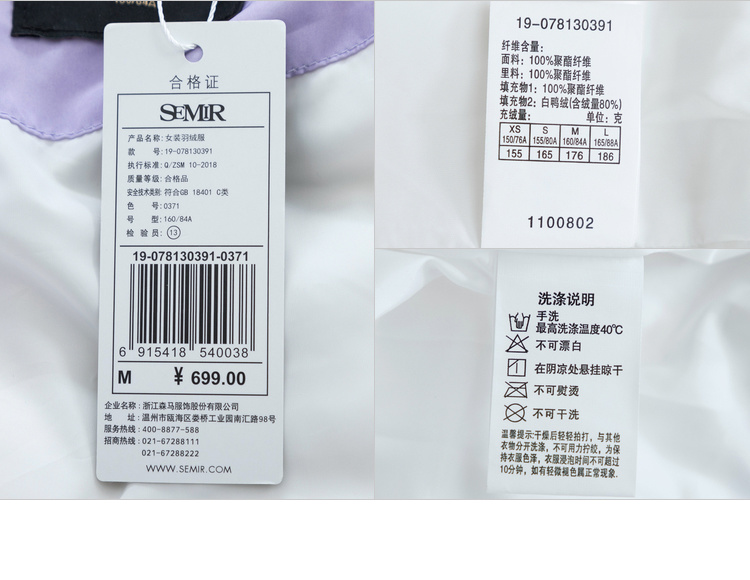 合格证
SEMIR
产品名称:女装羽绒服
款 号:19-078130391
执行标准:Q/ZSM 10-2018
质量等级:合格品
安全技术类别:符合GB 18401 C类
色 号:0371
号 型:160/84A
检 验 员:⑬
19-078130391-0371
6 915418 540038
M ¥ 699.00
企业名称:浙江森马服饰股份有限公司
地 址:温州市瓯海区娄桥工业园南汇路98号
服务热线:400-8877-588
招商热线:021-67288111
021-67288222
WWW.SEMIR.COM
19-078130391
纤维含量:
面料:100%聚酯纤维
里料:100%聚酯纤维
填充物1:100%聚酯纤维
填充物2:白鸭绒(含绒量80%)
充绒量: 单位:克
XS S M L
150/76A 155/80A 160/84A 165/88A
155 165 176 186
1100802
洗涤说明
手洗
最高洗涤温度40℃
不可漂白
在阴凉处悬挂晾干
不可熨烫
不可干洗
温馨提示:干燥后轻轻拍打,与其他
衣物分开洗涤,不可用力拧绞,为保
持衣服色泽,衣服浸泡时间不可超过
10分钟,如有轻微褪色属正常现象.